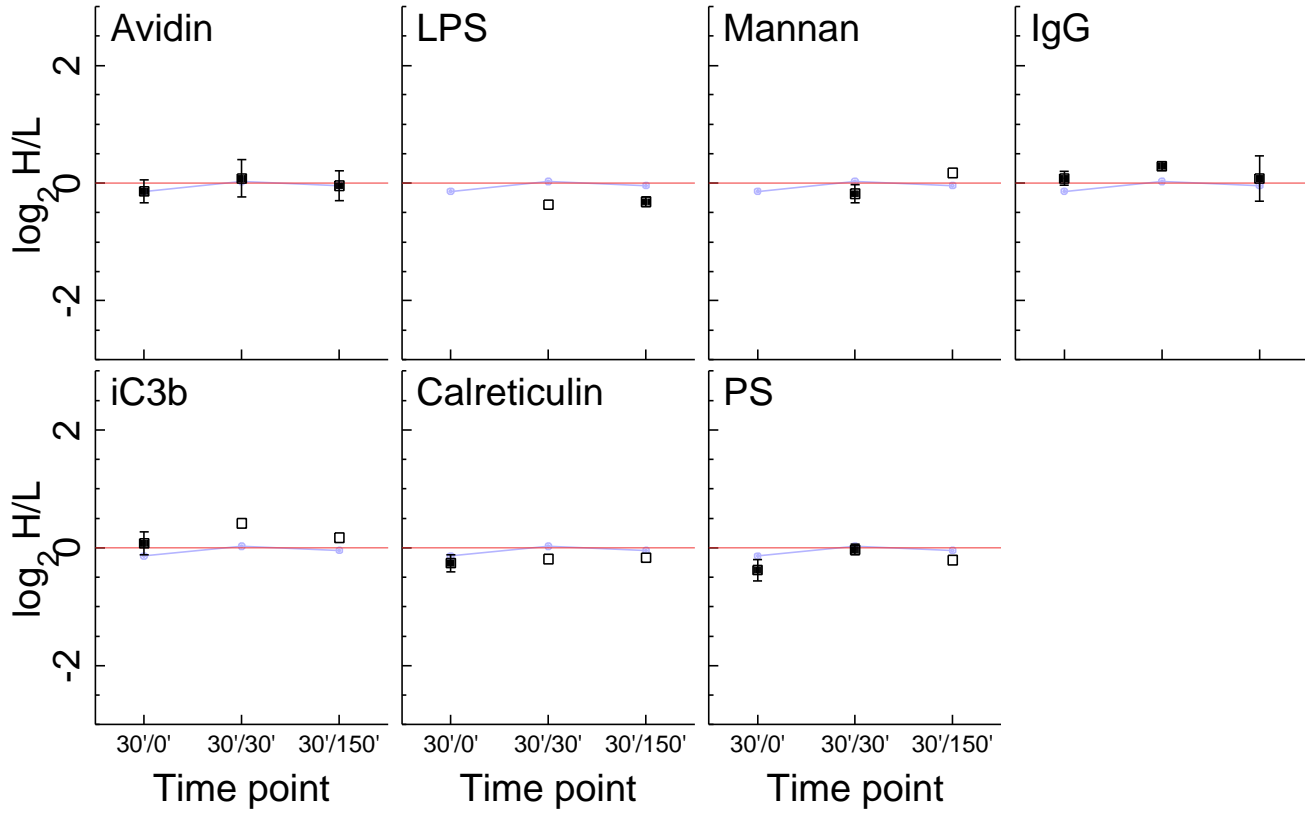 Avidin LPS Mannan IgG
2
0
-2
log2 H/L
iC3b Calreticulin PS
2
0
-2
log2 H/L
30'/0' 30'/30' 30'/150' 30'/0' 30'/30' 30'/150' 30'/0' 30'/30' 30'/150'
Time point Time point Time point